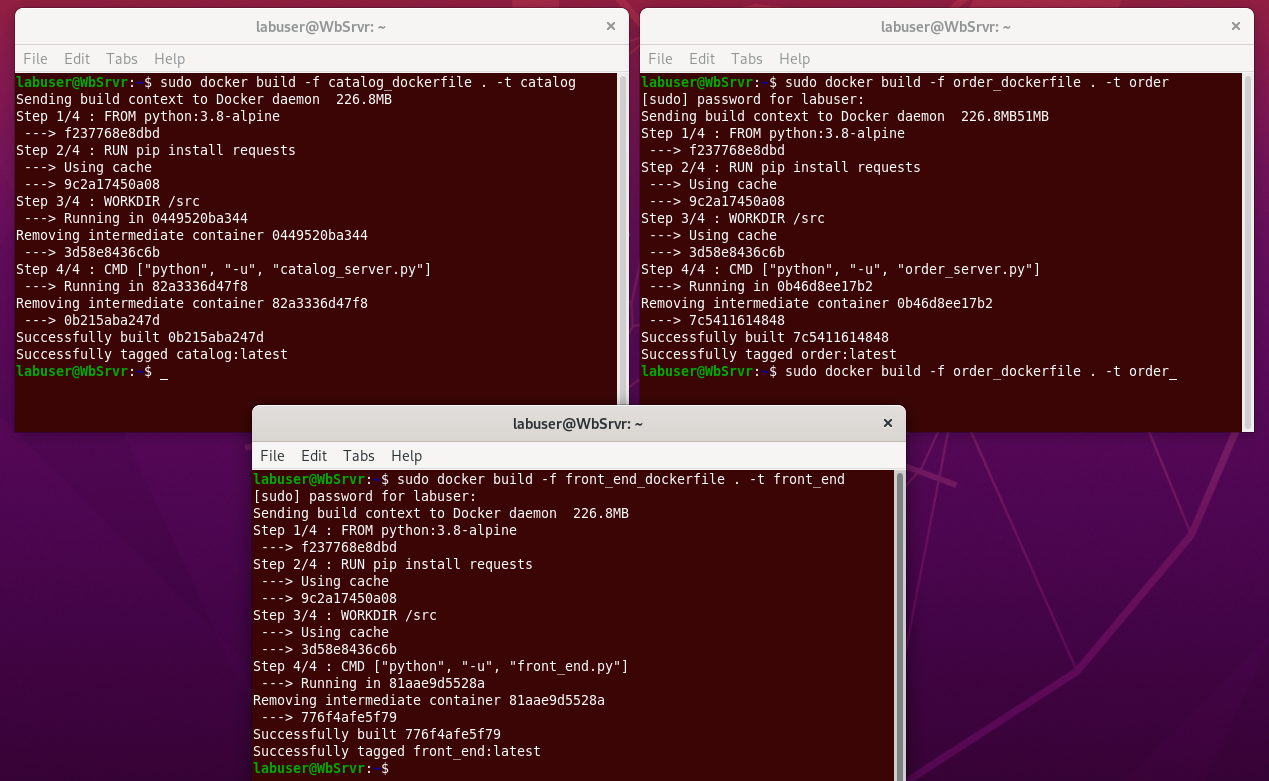 labuser@WbSrvr: ~
File Edit Tabs Help
labuser@WbSrvr:~$ sudo docker build -f catalog_dockerfile . -t catalog
Sending build context to Docker daemon  226.8MB
Step 1/4 : FROM python:3.8-alpine
 ---> f237768e8dbd
Step 2/4 : RUN pip install requests
 ---> Using cache
 ---> 9c2a17450a08
Step 3/4 : WORKDIR /src
 ---> Running in 0449520ba344
Removing intermediate container 0449520ba344
 ---> 3d58e8436c6b
Step 4/4 : CMD ["python", "-u", "catalog_server.py"]
 ---> Running in 82a3336d47f8
Removing intermediate container 82a3336d47f8
 ---> 0b215aba247d
Successfully built 0b215aba247d
Successfully tagged catalog:latest
labuser@WbSrvr:~$ _
labuser@WbSrvr: ~
File Edit Tabs Help
labuser@WbSrvr:~$ sudo docker build -f order_dockerfile . -t order
[sudo] password for labuser:
Sending build context to Docker daemon  226.8MB51MB
Step 1/4 : FROM python:3.8-alpine
 ---> f237768e8dbd
Step 2/4 : RUN pip install requests
 ---> Using cache
 ---> 9c2a17450a08
Step 3/4 : WORKDIR /src
 ---> Using cache
 ---> 3d58e8436c6b
Step 4/4 : CMD ["python", "-u", "order_server.py"]
 ---> Running in 0b46d8ee17b2
Removing intermediate container 0b46d8ee17b2
 ---> 7c5411614848
Successfully built 7c5411614848
Successfully tagged order:latest
labuser@WbSrvr:~$ sudo docker build -f order_dockerfile . -t order_
labuser@WbSrvr: ~
File Edit Tabs Help
labuser@WbSrvr:~$ sudo docker build -f front_end_dockerfile . -t front_end
[sudo] password for labuser:
Sending build context to Docker daemon  226.8MB
Step 1/4 : FROM python:3.8-alpine
 ---> f237768e8dbd
Step 2/4 : RUN pip install requests
 ---> Using cache
 ---> 9c2a17450a08
Step 3/4 : WORKDIR /src
 ---> Using cache
 ---> 3d58e8436c6b
Step 4/4 : CMD ["python", "-u", "front_end.py"]
 ---> Running in 81aae9d5528a
Removing intermediate container 81aae9d5528a
 ---> 776f4afe5f79
Successfully built 776f4afe5f79
Successfully tagged front_end:latest
labuser@WbSrvr:~$